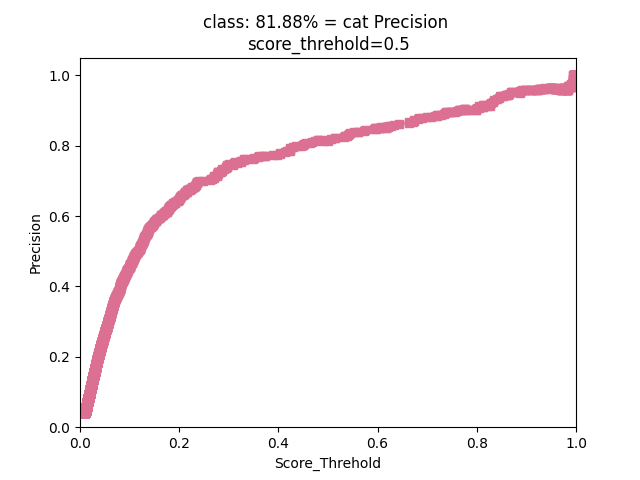 class: 81.88% = cat Precision
score_threhold=0.5
1.0
0.8
0.6
0.4
0.2
0.0
Precision
0.0 0.2 0.4 0.6 0.8 1.0
Score_Threhold